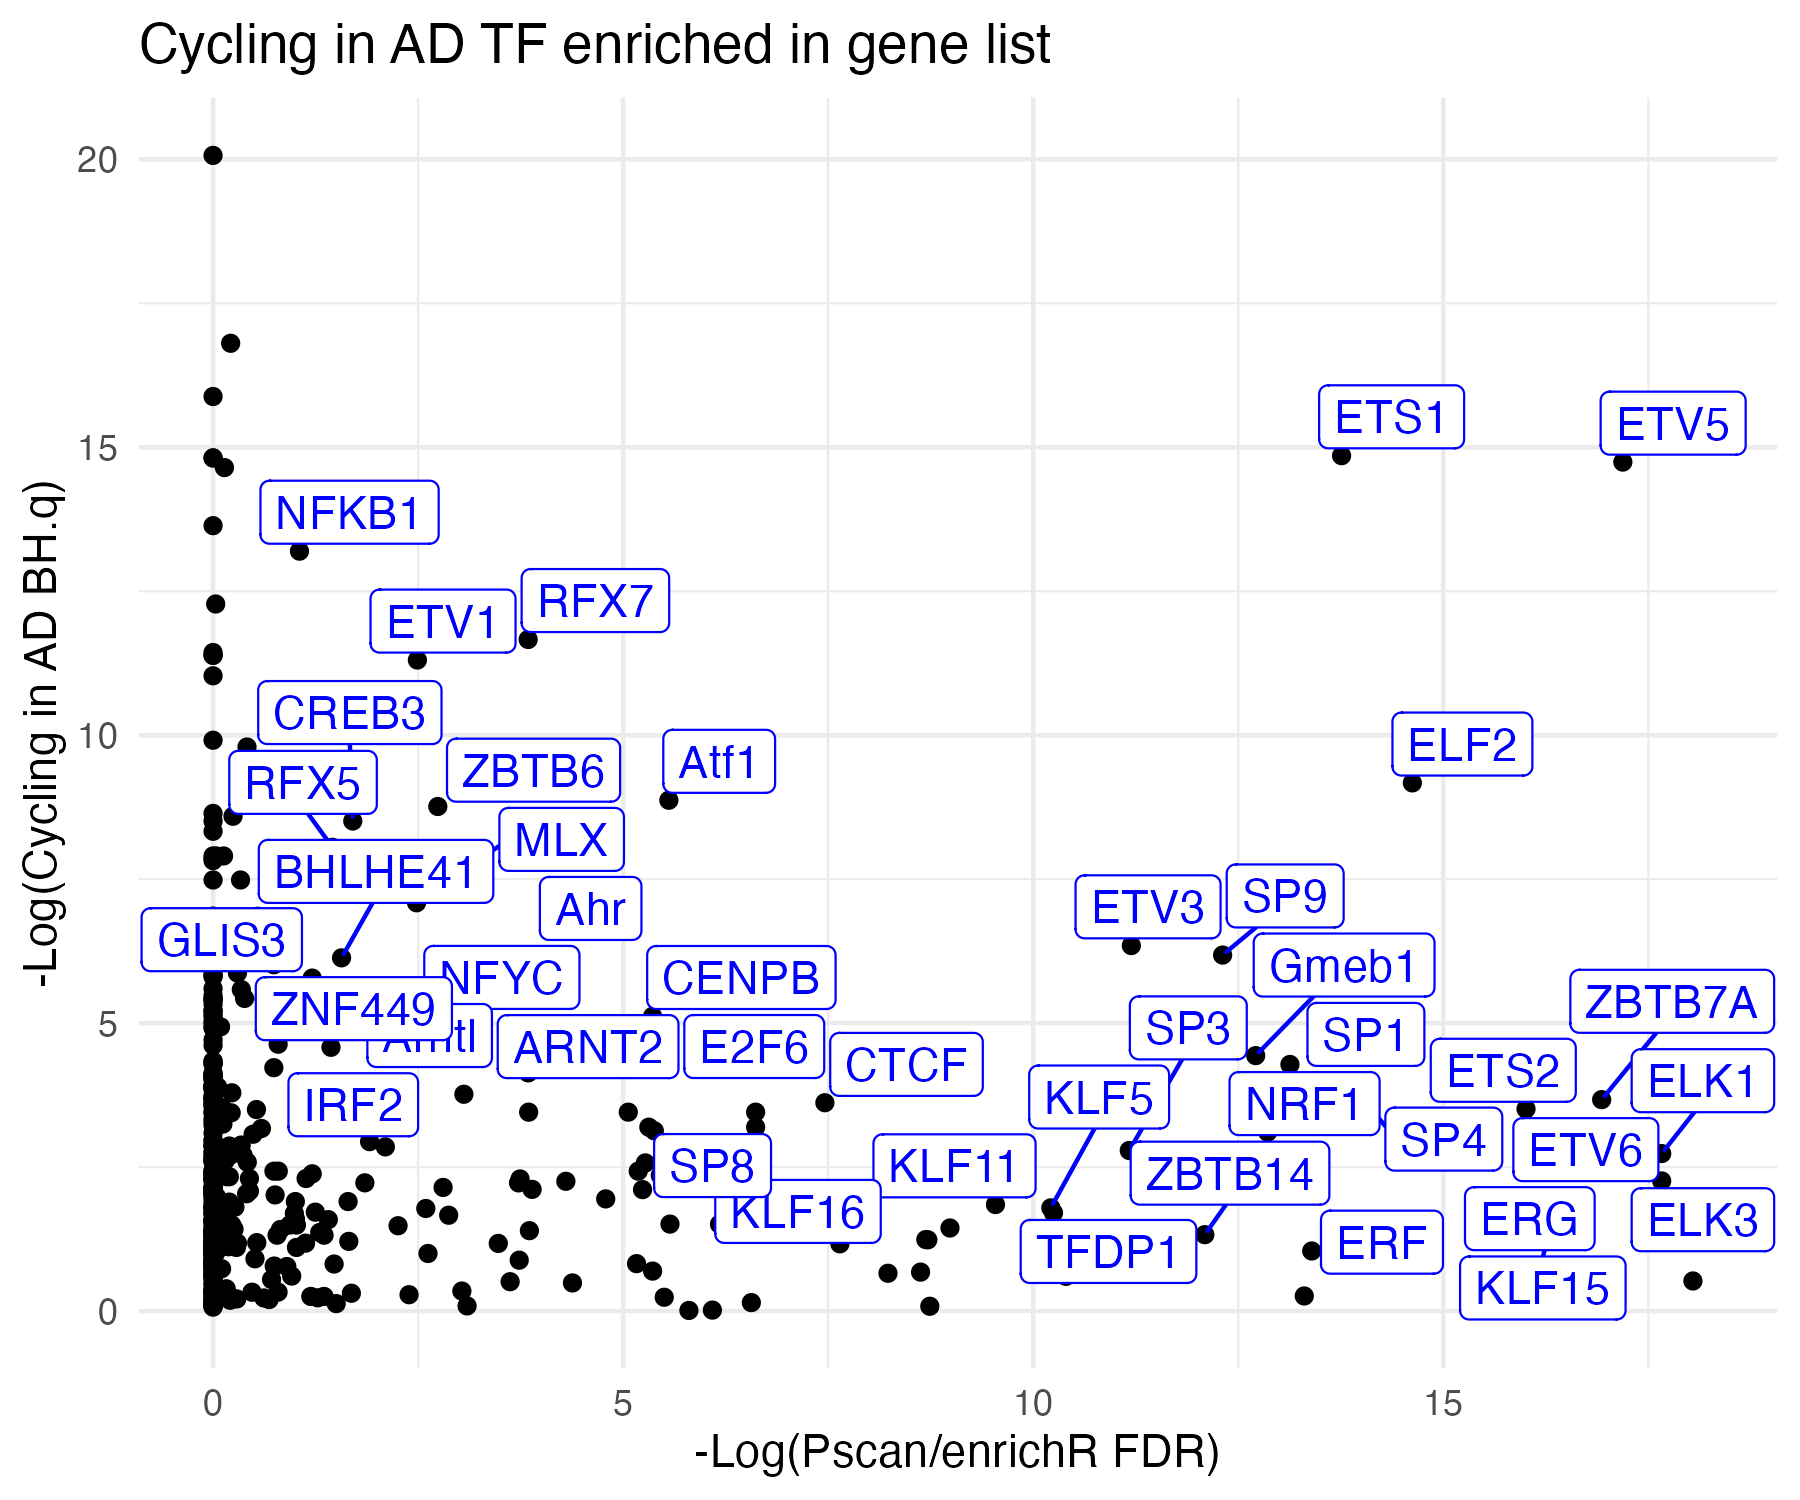 Cycling in AD TF enriched in gene list
-Log(Cycling in AD BH.q)
20
15
10
5
0
ETS1
ETV5
NFKB1
RFX7
ETV1
CREB3
ELF2
Atf1
ZBTB6
RFX5
MLX
BHLHE41
SP9
ETV3
Ahr
GLIS3
Gmeb1
NFYC
CENPB
ZBTB7A
ZNF449
SP3
SP1
ARNT2
E2F6
CTCF
ETS2
ELK1
KLF5
IRF2
NRF1
SP4
ETV6
SP8
KLF11
ZBTB14
KLF16
ERG
ELK3
ERF
TFDP1
KLF15
0
5
10
15
-Log(Pscan/enrichR FDR)